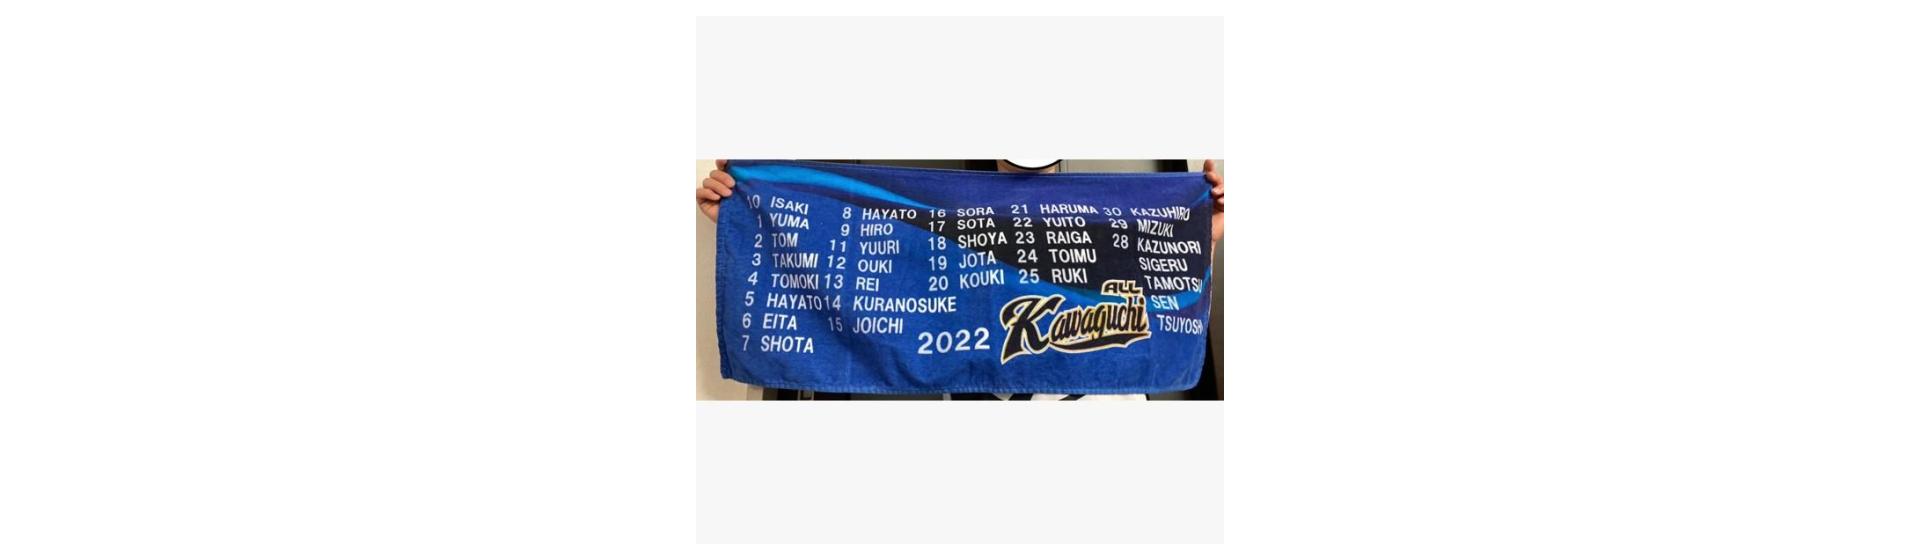 10 ISAKI
1 YUMA
2 TOM
3 TAKUMI
4 TOMOKI
5 HAYATO
6 EITA
7 SHOTA
8 HAYATO
9 HIRO
11 YUURI
12 OUKI
13 REI
14 KURANOSUKE
15 JOICHI
16 SORA
17 SOTA
18 SHOYA
19 JOTA
20 KOUKI
21 HARUMA
22 YUITO
23 RAIGA
24 TOIMU
25 RUKI
30 KAZUHIRO
29 MIZUKI
28 KAZUNORI
SIGERU
TAMOTSU
SEN
TSUYOSHI
2022
ALL
Kawaguchi